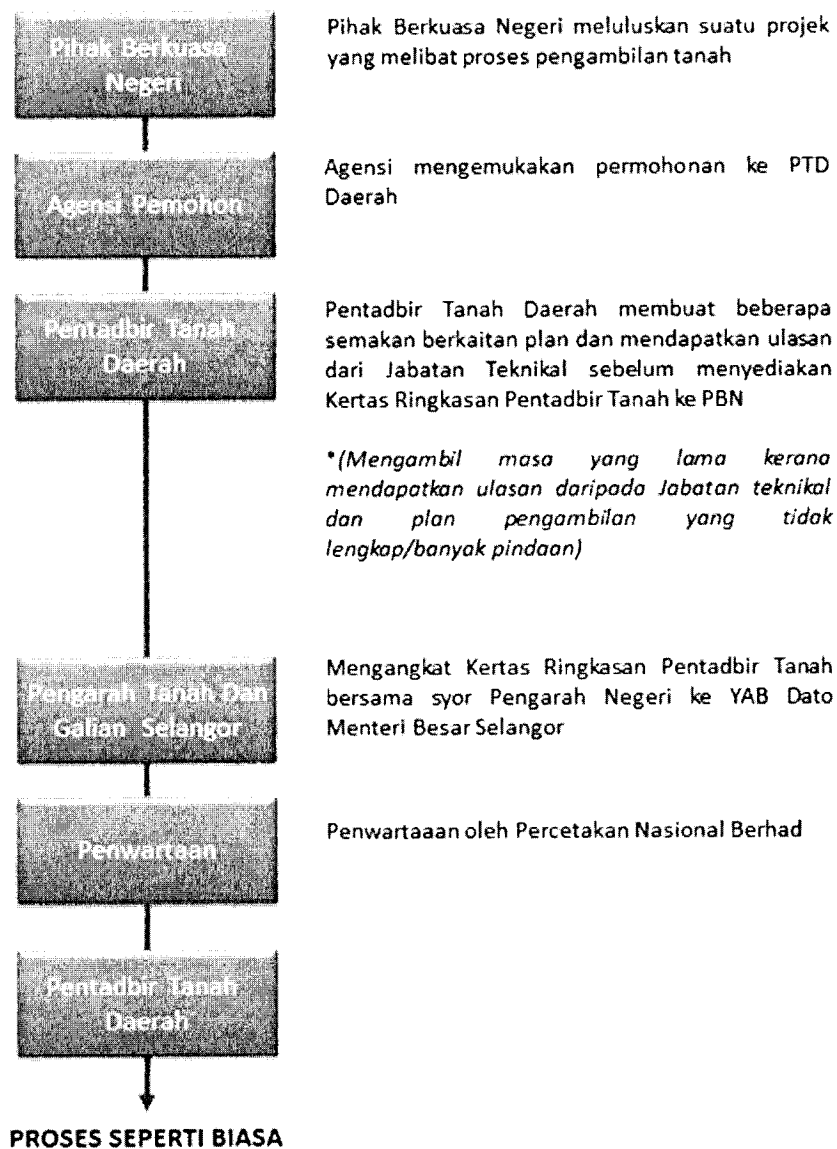 Pihak Berkuasa
Negeri
Pihak Berkuasa Negeri meluluskan suatu projek
yang melibat proses pengambilan tanah
Agensi Pemohon
Agensi mengemukakan permohonan ke PTD
Daerah
Pentadbir Tanah
Daerah
Pentadbir Tanah Daerah membuat beberapa
semakan berkaitan plan dan mendapatkan ulasan
dari Jabatan Teknikal sebelum menyediakan
Kertas Ringkasan Pentadbir Tanah ke PBN
*(Mengambil masa yang lama kerana
mendapatkan ulasan daripada Jabatan teknikal
dan plan pengambilan yang tidak
lengkap/banyak pindaan)
Pengarah Tanah Dan
Galian Selangor
Mengangkat Kertas Ringkasan Pentadbir Tanah
bersama syor Pengarah Negeri ke YAB Dato
Menteri Besar Selangor
Penwartaan
Penwartaaan oleh Percetakan Nasional Berhad
Pentadbir Tanah
Daerah
PROSES SEPERTI BIASA